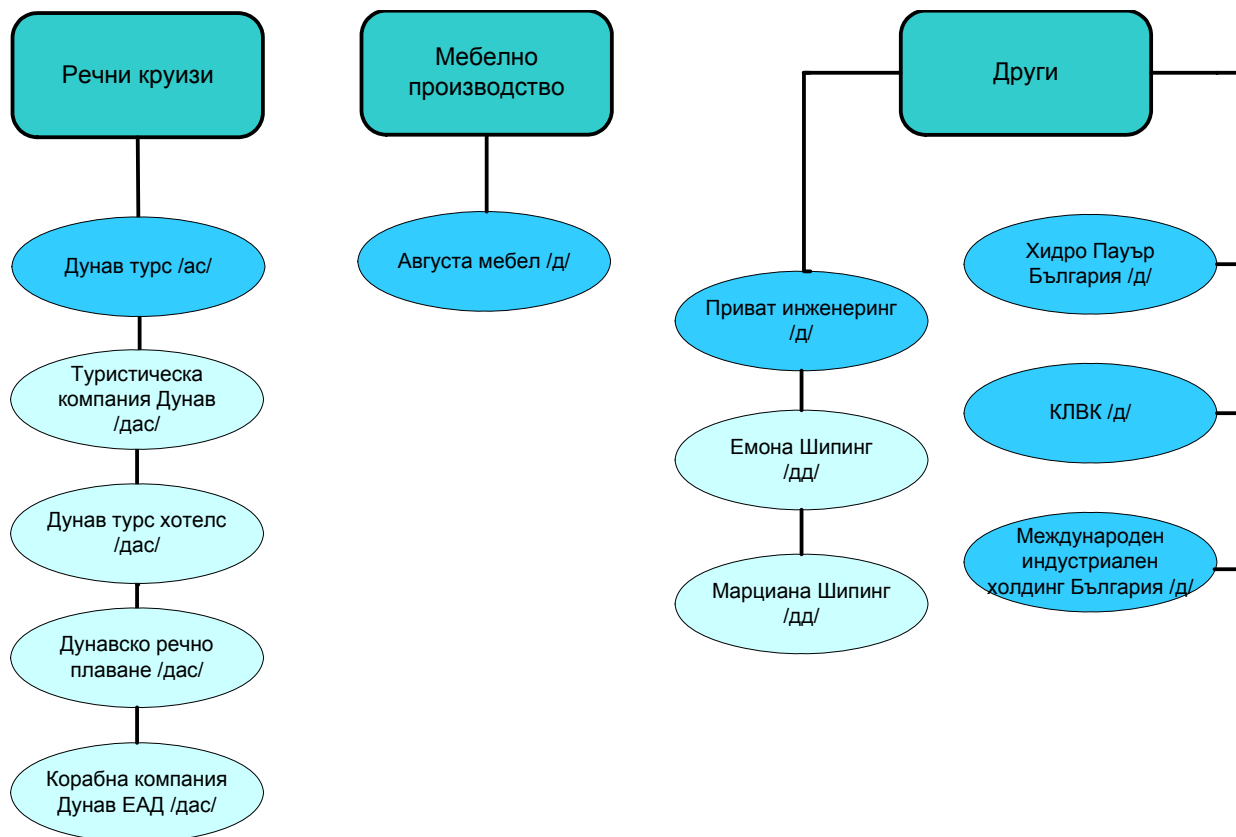 Речни круизи
Дунав турс /ас/
Туристическа
компания Дунав
/дас/
Дунав турс хотелс
/дас/
Дунавско речно
плаване /дас/
Корабна компания
Дунав ЕАД /дас/
Мебелно
производство
Августа мебел /д/
Други
Приват инженеринг
/д/
Емона Шипинг
/дд/
Марциана Шипинг
/дд/
Хидро Пауър
България /д/
КЛВК /д/
Международен
индустриален
холдинг България /д/